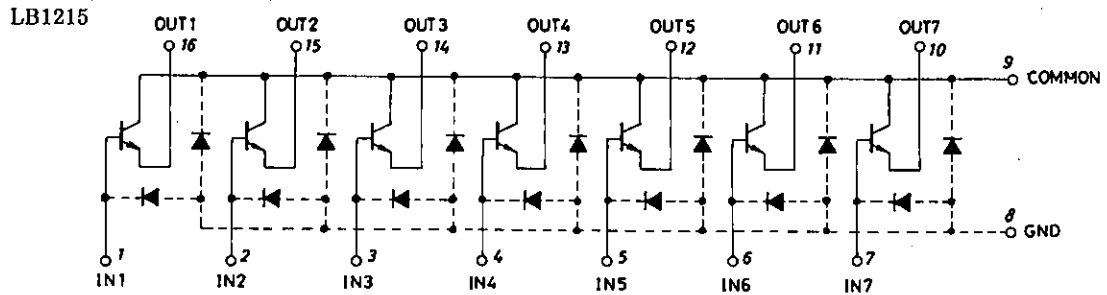 LB1215
OUT1 OUT2 OUT3 OUT4 OUT5 OUT6 OUT7
16 15 14 13 12 11 10
9
COMMON
8
GND
1 2 3 4 5 6 7
IN1 IN2 IN3 IN4 IN5 IN6 IN7